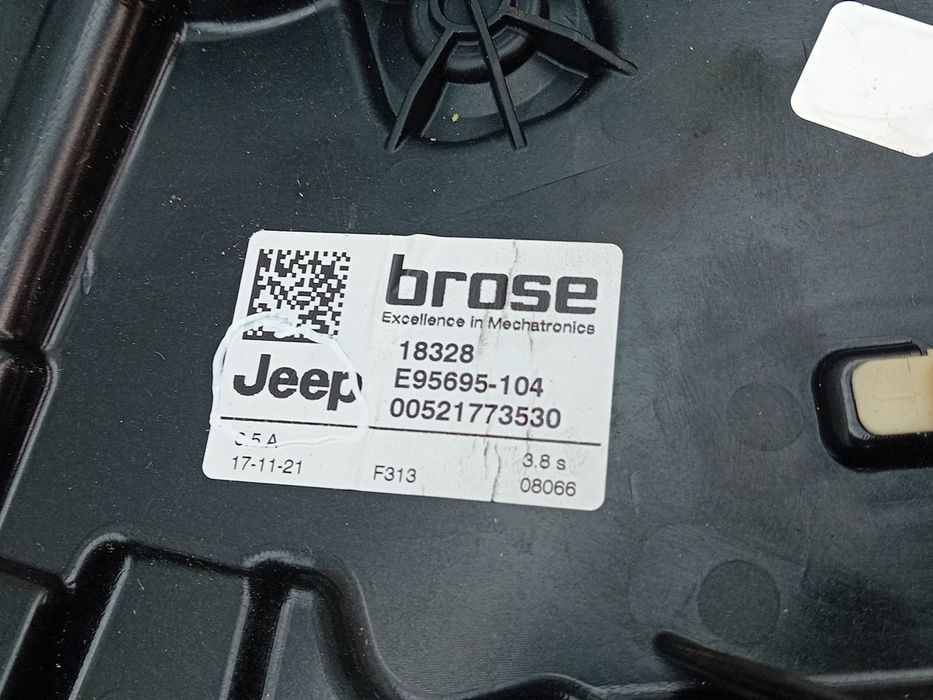 brose
Excellence in Mechatronics
Jeep
18328
E95695-104
00521773530
3.8 s
17-11-21
F313
08066